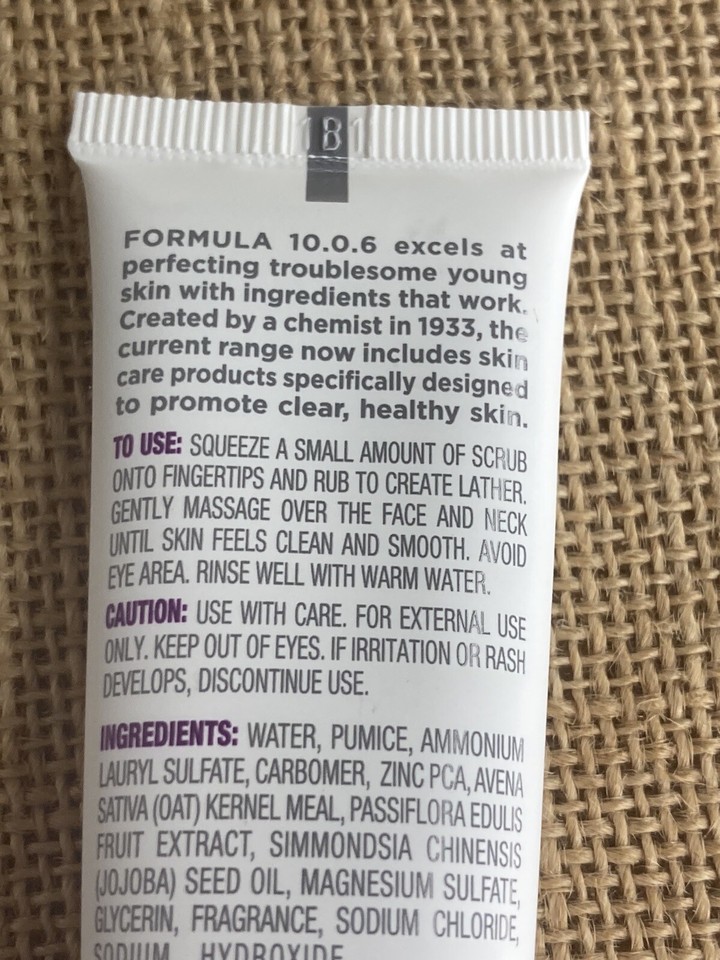 1B1
FORMULA 10.0.6 excels at
perfecting troublesome young
skin with ingredients that work.
Created by a chemist in 1933, the
current range now includes skin
care products specifically designed
to promote clear, healthy skin.
TO USE: SQUEEZE A SMALL AMOUNT OF SCRUB
ONTO FINGERTIPS AND RUB TO CREATE LATHER.
GENTLY MASSAGE OVER THE FACE AND NECK
UNTIL SKIN FEELS CLEAN AND SMOOTH. AVOID
EYE AREA. RINSE WELL WITH WARM WATER.
CAUTION: USE WITH CARE. FOR EXTERNAL USE
ONLY. KEEP OUT OF EYES. IF IRRITATION OR RASH
DEVELOPS, DISCONTINUE USE.
INGREDIENTS: WATER, PUMICE, AMMONIUM
LAURYL SULFATE, CARBOMER, ZINC PCA, AVENA
SATIVA (OAT) KERNEL MEAL, PASSIFLORA EDULIS
FRUIT EXTRACT, SIMMONDSIA CHINENSIS
(JOJOBA) SEED OIL, MAGNESIUM SULFATE,
GLYCERIN, FRAGRANCE, SODIUM CHLORIDE,
SODIUM HYDROXIDE